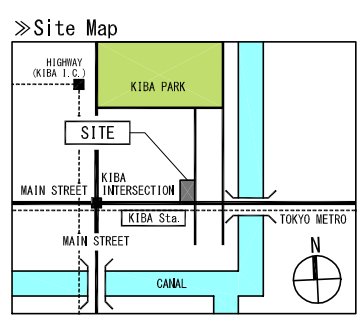 ≫Site Map
HIGHWAY
(KIBA I.C.)
KIBA PARK
SITE
KIBA
INTERSECTION
MAIN STREET
KIBA Sta.
TOKYO METRO
MAIN STREET
N
CANAL